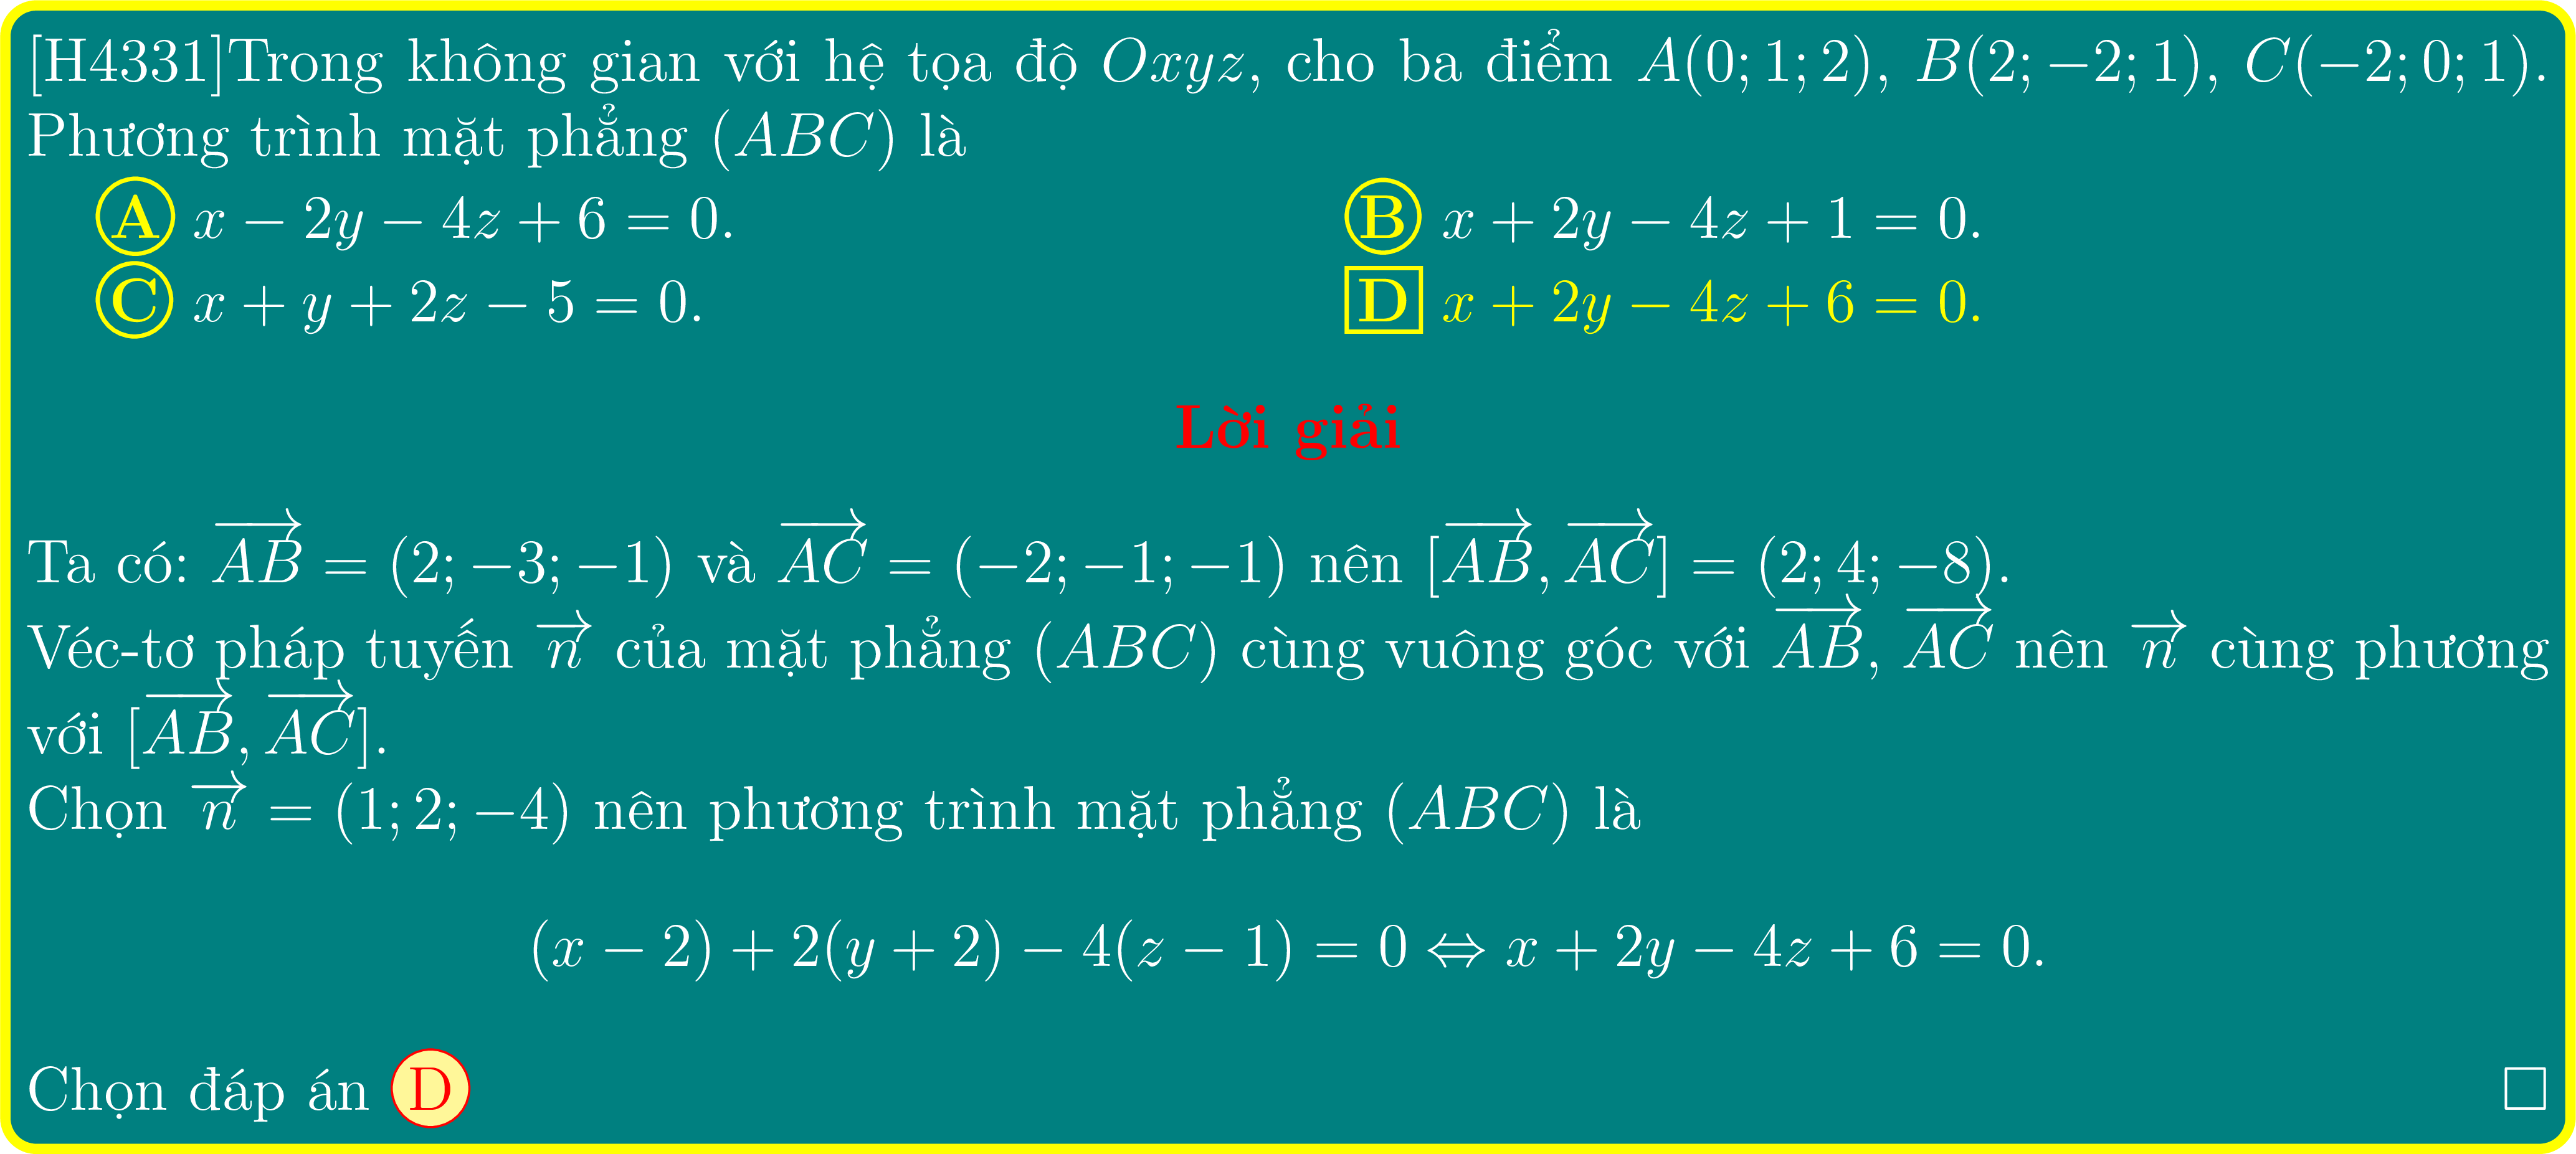 [H4331]Trong không gian với hệ tọa độ Oxyz, cho ba điểm A(0; 1; 2), B(2; −2; 1), C(−2; 0; 1).
Phương trình mặt phẳng (ABC) là
A x − 2y − 4z + 6 = 0. B x + 2y − 4z + 1 = 0.
C x + y + 2z − 5 = 0. D x + 2y − 4z + 6 = 0.
Lời giải
Ta có: $\overrightarrow{AB}$ = (2; −3; −1) và $\overrightarrow{AC}$ = (−2; −1; −1) nên [$\overrightarrow{AB}$, $\overrightarrow{AC}$] = (2; 4; −8).
Véc-tơ pháp tuyến $\overrightarrow{n}$ của mặt phẳng (ABC) cùng vuông góc với $\overrightarrow{AB}$, $\overrightarrow{AC}$ nên $\overrightarrow{n}$ cùng phương
với [$\overrightarrow{AB}$, $\overrightarrow{AC}$].
Chọn $\overrightarrow{n}$ = (1; 2; −4) nên phương trình mặt phẳng (ABC) là
(x − 2) + 2(y + 2) − 4(z − 1) = 0 ⇔ x + 2y − 4z + 6 = 0.
Chọn đáp án D □